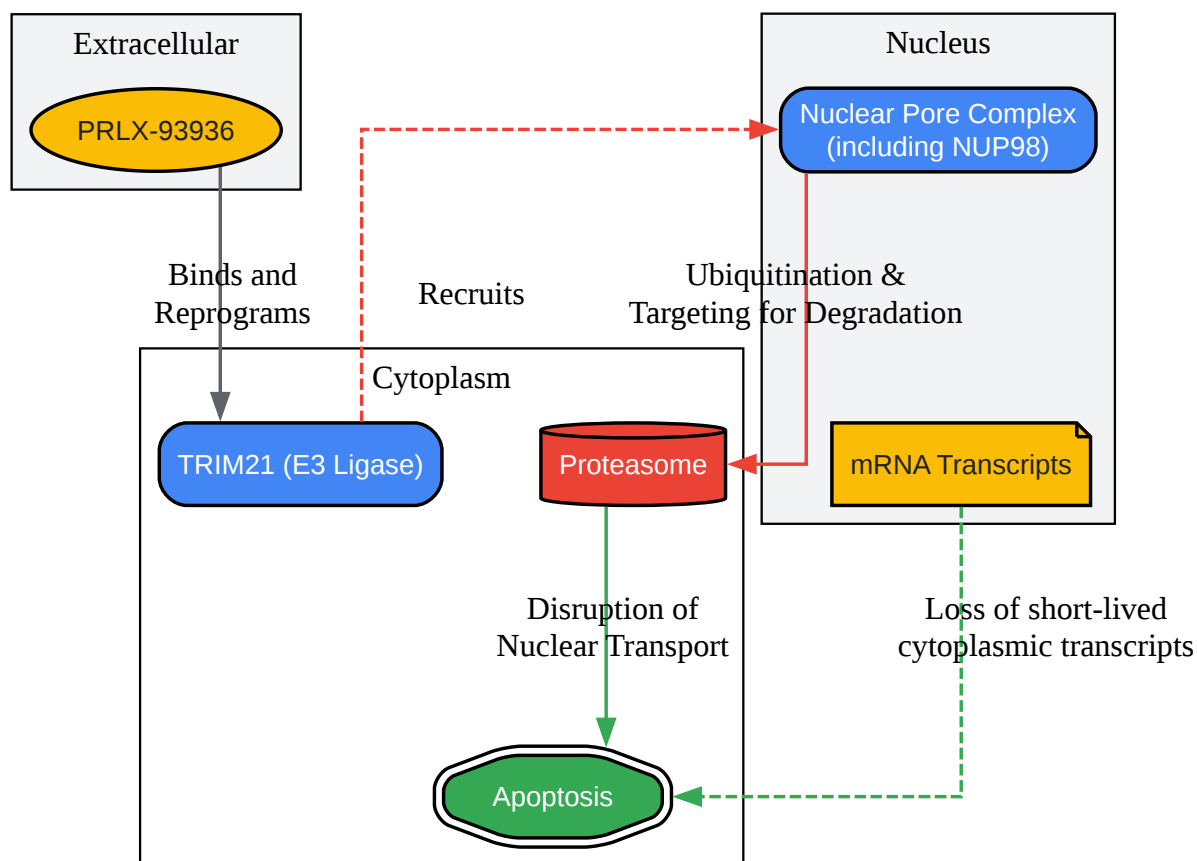 Extracellular
PRLX-93936
Nucleus
Nuclear Pore Complex
(including NUP98)
Binds and
Reprograms
Recruits
Ubiquitination &
Targeting for Degradation
Cytoplasm
TRIM21 (E3 Ligase)
Proteasome
mRNA Transcripts
Disruption of
Nuclear Transport
Loss of short-lived
cytoplasmic transcripts
Apoptosis